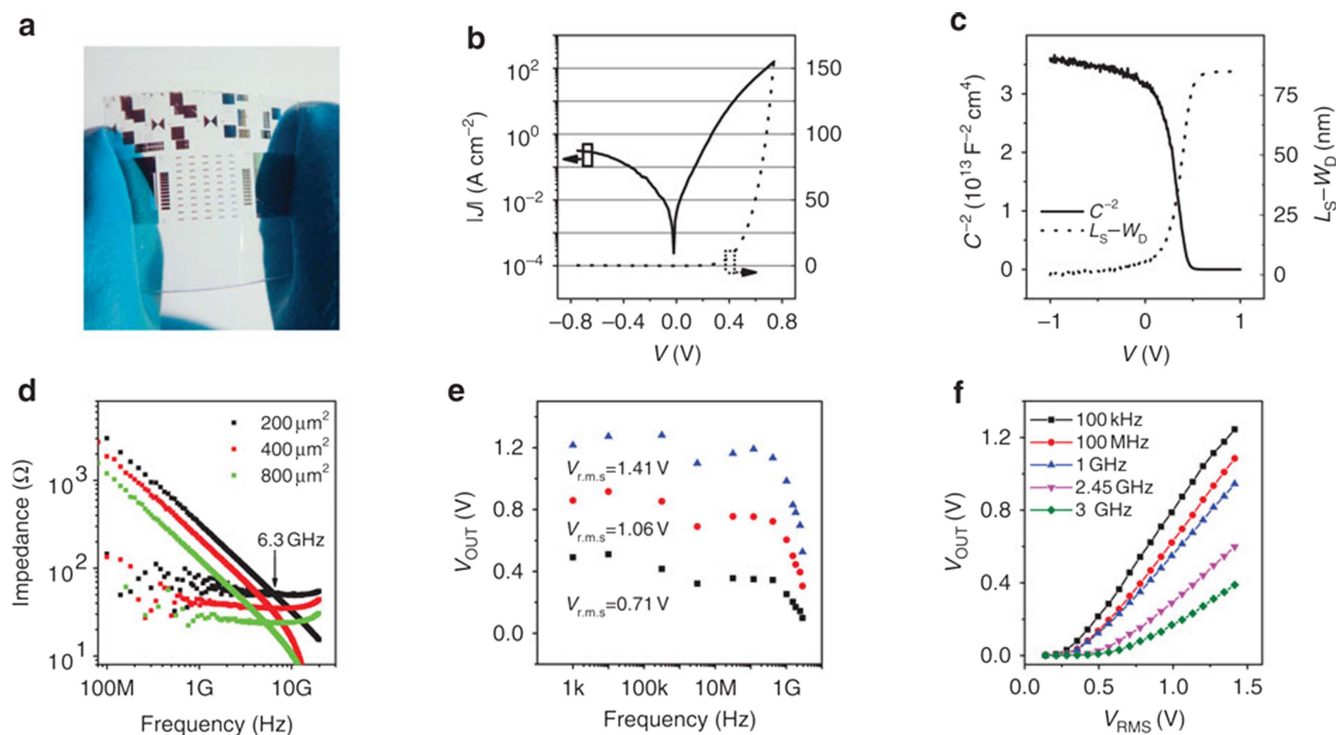 a
b
|J| (A cm−2)
10²
10⁰
10⁻²
10⁻⁴
150
100
50
0
−0.8 −0.4 0.0 0.4 0.8
V (V)
c
C⁻² (10¹³ F⁻² cm⁴)
3
2
1
0
C⁻²
L_S–W_D
75
50
25
0
L_S–W_D (nm)
−1 0 1
V (V)
d
Impedance (Ω)
10³
10²
10¹
200 μm²
400 μm²
800 μm²
6.3 GHz
100M 1G 10G
Frequency (Hz)
e
V_OUT (V)
1.2
0.8
0.4
0.0
V_r.m.s=1.41 V
V_r.m.s=1.06 V
V_r.m.s=0.71 V
1k 100k 10M 1G
Frequency (Hz)
f
V_OUT (V)
1.2
0.8
0.4
0.0
100 kHz
100 MHz
1 GHz
2.45 GHz
3 GHz
0.0 0.5 1.0 1.5
V_RMS (V)